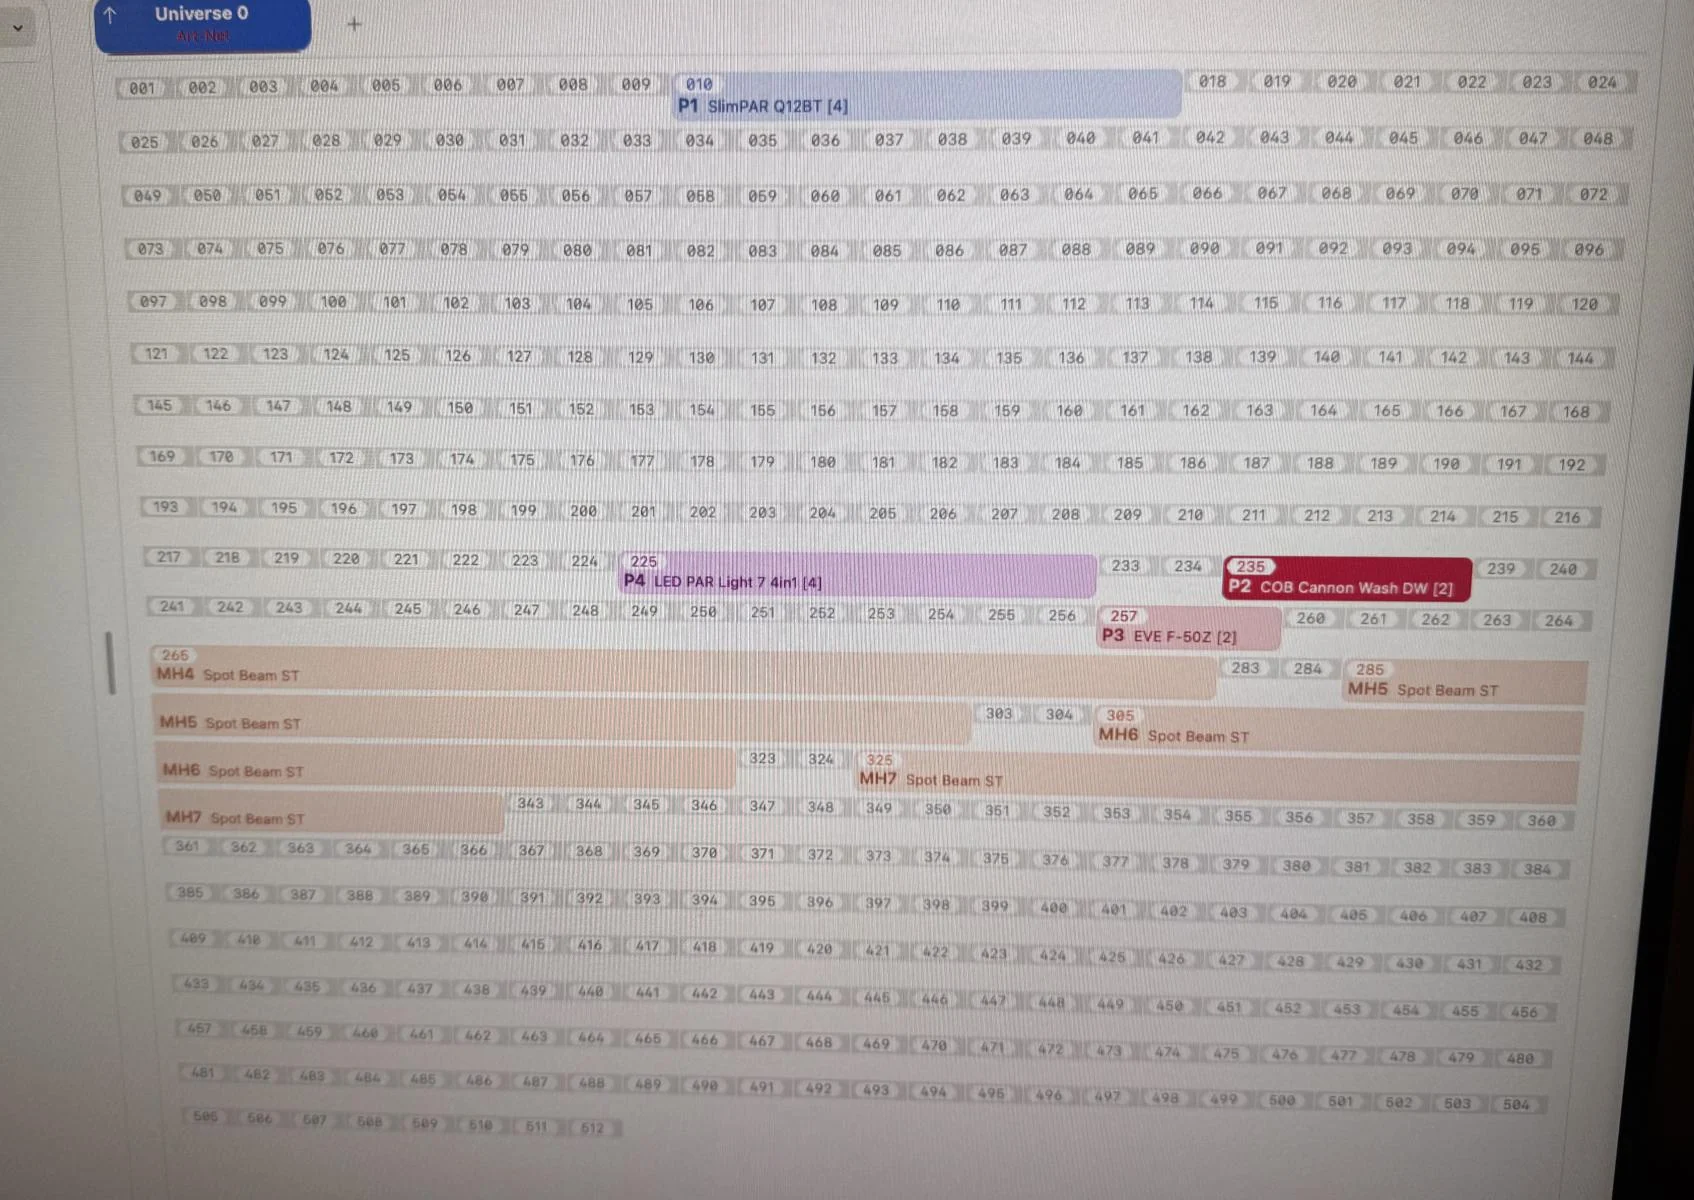 Universe 0
Art-Net
001 002 003 004 005 006 007 008 009 010 018 019 020 021 022 023 024
P1 SlimPAR Q12BT [4]
025 026 027 028 029 030 031 032 033 034 035 036 037 038 039 040 041 042 043 044 045 046 047 048
049 050 051 052 053 054 055 056 057 058 059 060 061 062 063 064 065 066 067 068 069 070 071 072
073 074 075 076 077 078 079 080 081 082 083 084 085 086 087 088 089 090 091 092 093 094 095 096
097 098 099 100 101 102 103 104 105 106 107 108 109 110 111 112 113 114 115 116 117 118 119 120
121 122 123 124 125 126 127 128 129 130 131 132 133 134 135 136 137 138 139 140 141 142 143 144
145 146 147 148 149 150 151 152 153 154 155 156 157 158 159 160 161 162 163 164 165 166 167 168
169 170 171 172 173 174 175 176 177 178 179 180 181 182 183 184 185 186 187 188 189 190 191 192
193 194 195 196 197 198 199 200 201 202 203 204 205 206 207 208 209 210 211 212 213 214 215 216
217 218 219 220 221 222 223 224 225 233 234 235 239 240
P4 LED PAR Light 7 4in1 [4] P2 COB Cannon Wash DW [2]
241 242 243 244 245 246 247 248 249 250 251 252 253 254 255 256 257 260 261 262 263 264
P3 EVE F-50Z [2]
265 283 284 285
MH4 Spot Beam ST MH5 Spot Beam ST
303 304 305
MH5 Spot Beam ST MH6 Spot Beam ST
323 324 325
MH6 Spot Beam ST MH7 Spot Beam ST
343 344 345 346 347 348 349 350 351 352 353 354 355 356 357 358 359 360
MH7 Spot Beam ST
361 362 363 364 365 366 367 368 369 370 371 372 373 374 375 376 377 378 379 380 381 382 383 384
385 386 387 388 389 390 391 392 393 394 395 396 397 398 399 400 401 402 403 404 405 406 407 408
409 410 411 412 413 414 415 416 417 418 419 420 421 422 423 424 425 426 427 428 429 430 431 432
433 434 435 436 437 438 439 440 441 442 443 444 445 446 447 448 449 450 451 452 453 454 455 456
457 458 459 460 461 462 463 464 465 466 467 468 469 470 471 472 473 474 475 476 477 478 479 480
481 482 483 484 485 486 487 488 489 490 491 492 493 494 495 496 497 498 499 500 501 502 503 504
505 506 507 508 509 510 511 512